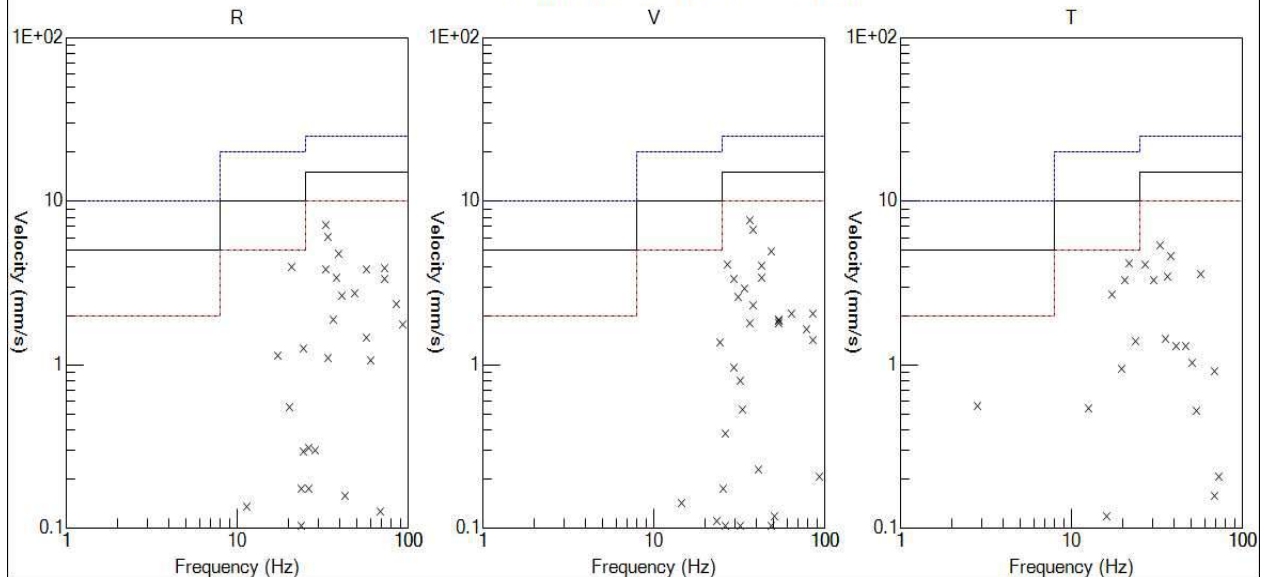 R V T
1E+02 1E+02 1E+02
10 10 10
1 1 1
0.1 0.1 0.1
Velocity (mm/s) Velocity (mm/s) Velocity (mm/s)
1 10 100 1 10 100 1 10 100
Frequency (Hz) Frequency (Hz) Frequency (Hz)